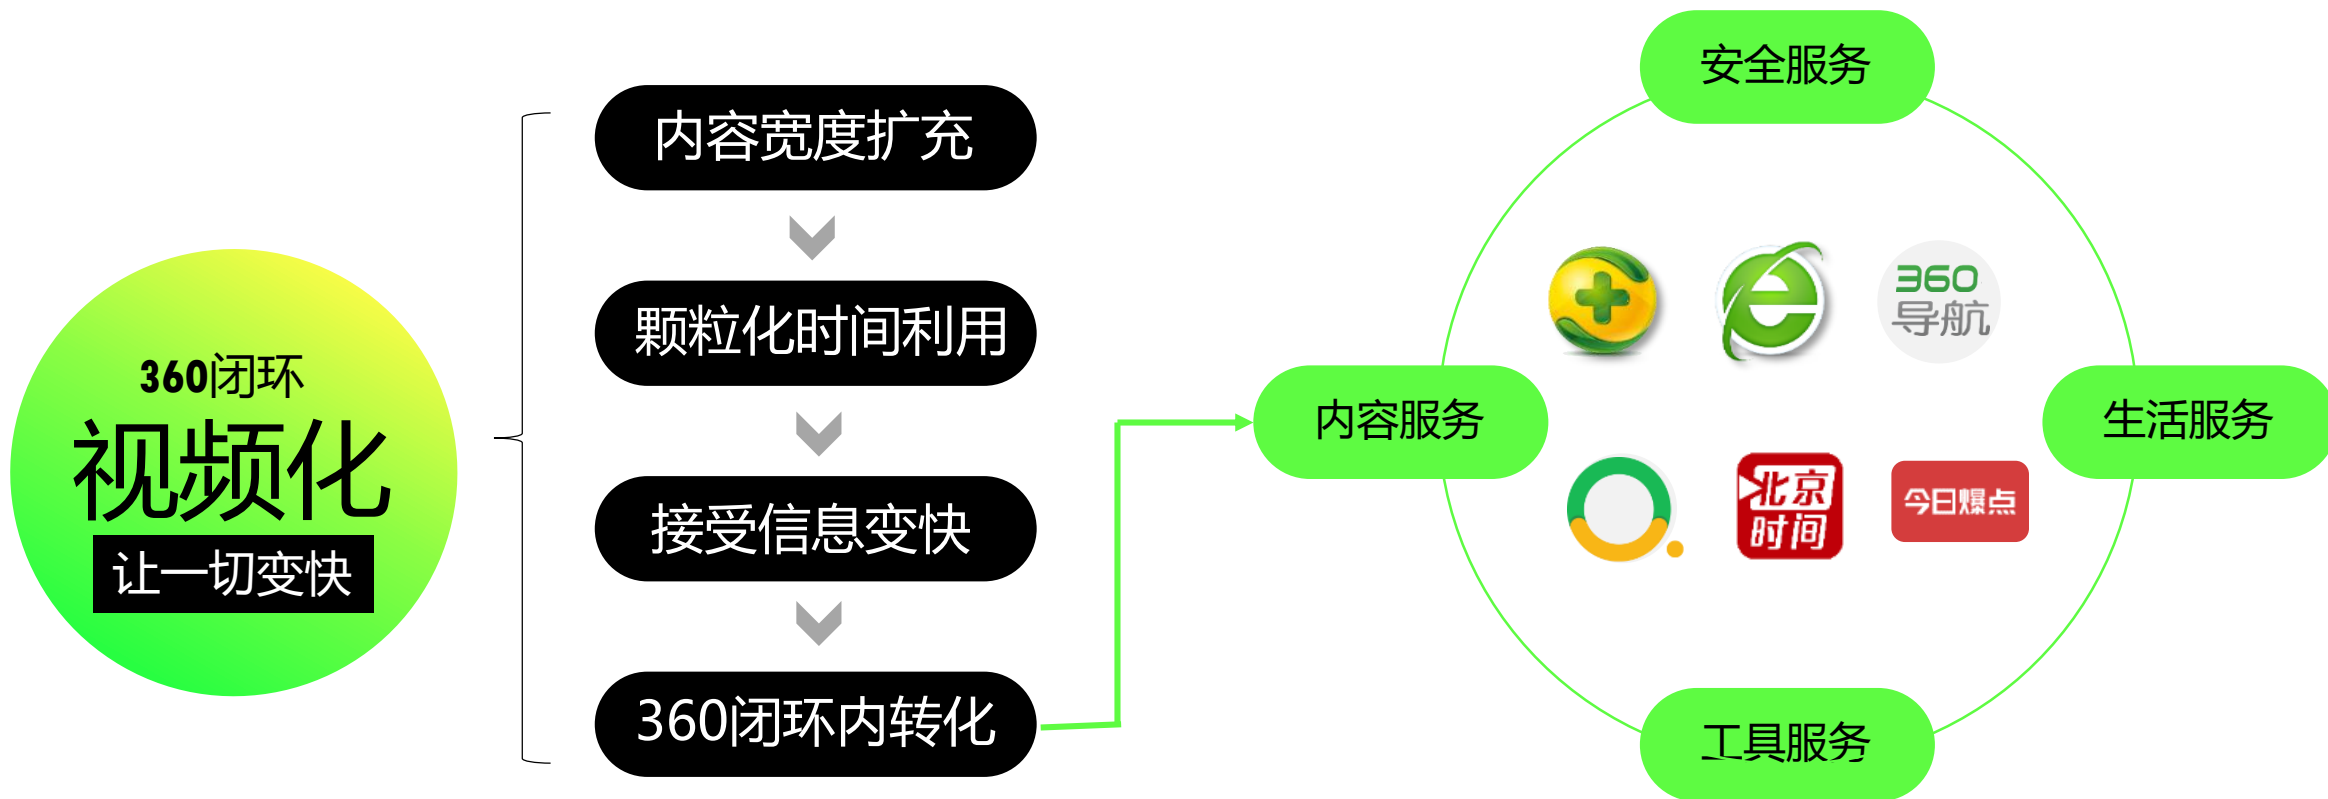 360闭环
视频化
让一切变快
内容宽度扩充
颗粒化时间利用
接受信息变快
360闭环内转化
安全服务
内容服务
生活服务
工具服务
360
导航
北京
时间
今日爆点